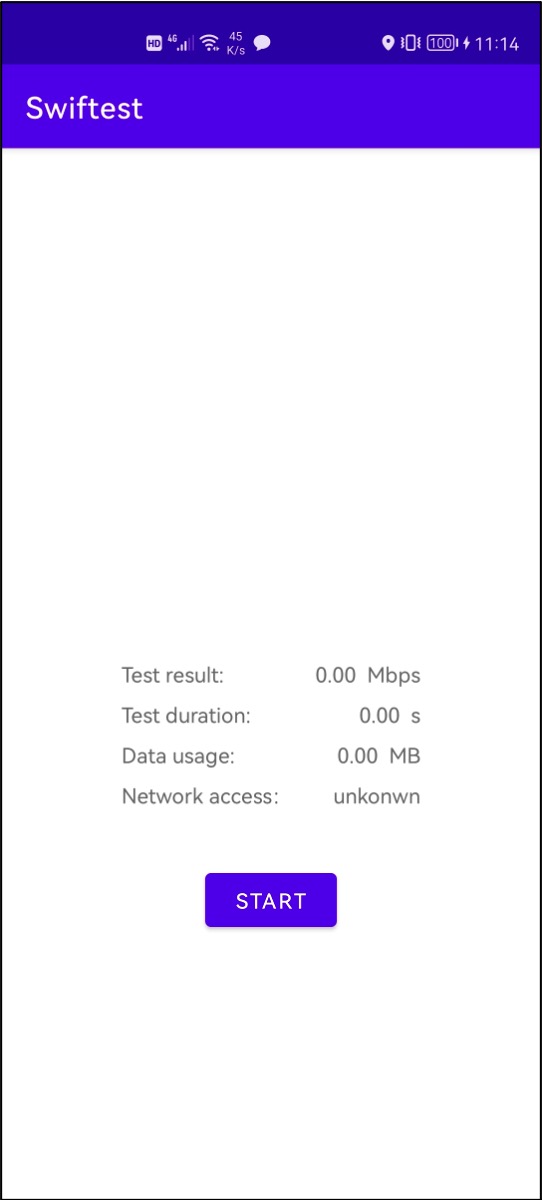 HD 4G 45 K/s 100 11:14
Swiftest
Test result: 0.00 Mbps
Test duration: 0.00 s
Data usage: 0.00 MB
Network access: unkonwn
START